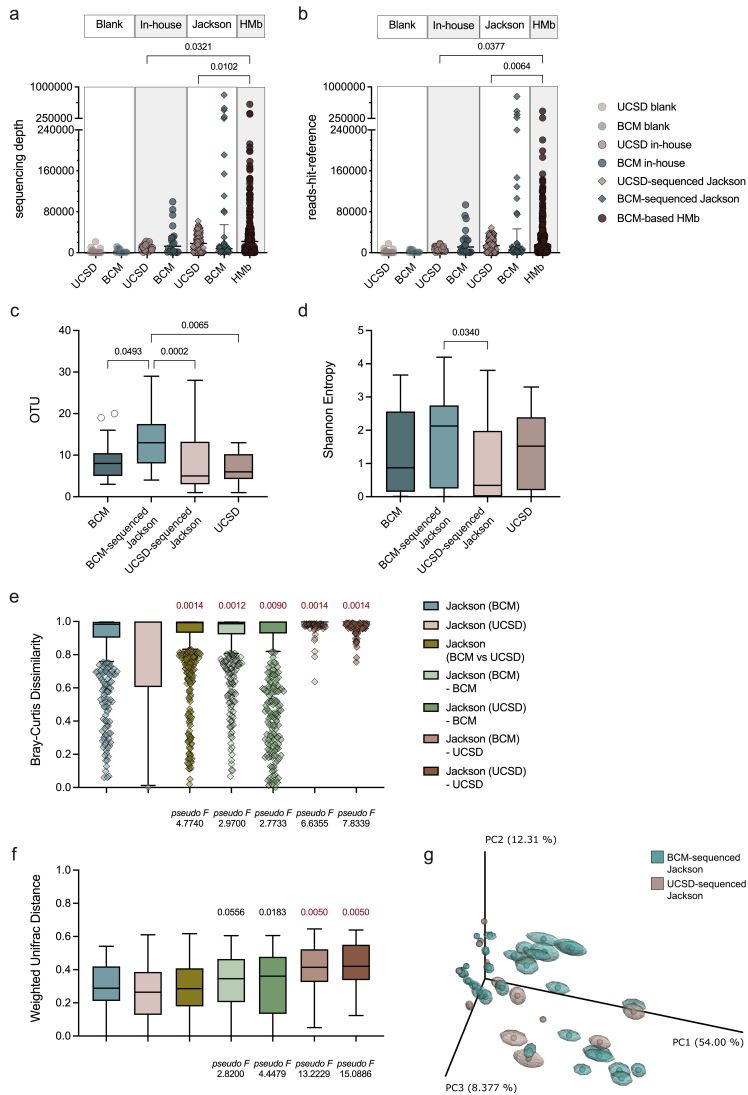 a
Blank
In-house
Jackson
HMb
0.0321
0.0102
1000000
500000
250000
240000
160000
80000
0
sequencing depth
UCSD
BCM
UCSD
BCM
UCSD
BCM
HMb
b
Blank
In-house
Jackson
HMb
0.0377
0.0064
1000000
500000
250000
240000
160000
80000
0
reads-hit-reference
UCSD
BCM
UCSD
BCM
UCSD
BCM
HMb
UCSD blank
BCM blank
UCSD in-house
BCM in-house
UCSD-sequenced Jackson
BCM-sequenced Jackson
BCM-based HMb
c
0.0065
0.0493
0.0002
40
30
20
10
0
OTU
BCM
BCM-sequenced
Jackson
UCSD-sequenced
Jackson
UCSD
d
0.0340
5
4
3
2
1
0
Shannon Entropy
BCM
BCM-sequenced
Jackson
UCSD-sequenced
Jackson
UCSD
e
0.0014
0.0012
0.0090
0.0014
0.0014
1.0
0.8
0.6
0.4
0.2
0.0
Bray-Curtis Dissimilarity
pseudo F
4.7740
pseudo F
2.9700
pseudo F
2.7733
pseudo F
6.6355
pseudo F
7.8339
Jackson (BCM)
Jackson (UCSD)
Jackson
(BCM vs UCSD)
Jackson (BCM)
- BCM
Jackson (UCSD)
- BCM
Jackson (BCM)
- UCSD
Jackson (UCSD)
- UCSD
f
0.0556
0.0183
0.0050
0.0050
1.0
0.8
0.6
0.4
0.2
0.0
Weighted Unifrac Distance
pseudo F
2.8200
pseudo F
4.4479
pseudo F
13.2229
pseudo F
15.0886
g
PC2 (12.31 %)
BCM-sequenced
Jackson
UCSD-sequenced
Jackson
PC1 (54.00 %)
PC3 (8.377 %)